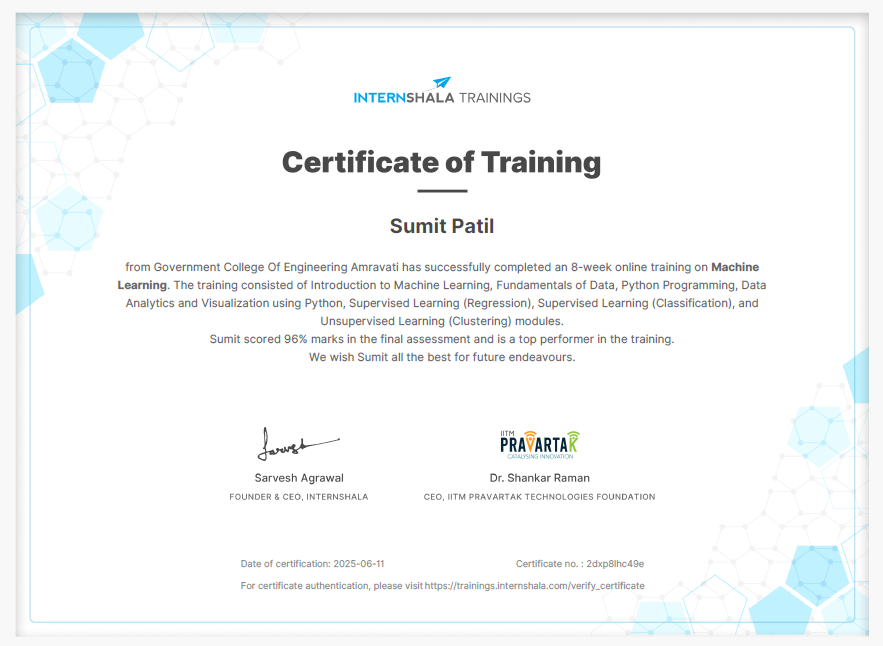 INTERNSHALA TRAININGS
Certificate of Training
Sumit Patil
from Government College Of Engineering Amravati has successfully completed an 8-week online training on Machine
Learning. The training consisted of Introduction to Machine Learning, Fundamentals of Data, Python Programming, Data
Analytics and Visualization using Python, Supervised Learning (Regression), Supervised Learning (Classification), and
Unsupervised Learning (Clustering) modules.
Sumit scored 96% marks in the final assessment and is a top performer in the training.
We wish Sumit all the best for future endeavours.
Sarvesh
IITM
PRAVARTAK
CATALYSING INNOVATION
Sarvesh Agrawal
Dr. Shankar Raman
FOUNDER & CEO, INTERNSHALA
CEO, IITM PRAVARTAK TECHNOLOGIES FOUNDATION
Date of certification: 2025-06-11
Certificate no. : 2dxp8lhc49e
For certificate authentication, please visit https://trainings.internshala.com/verify_certificate